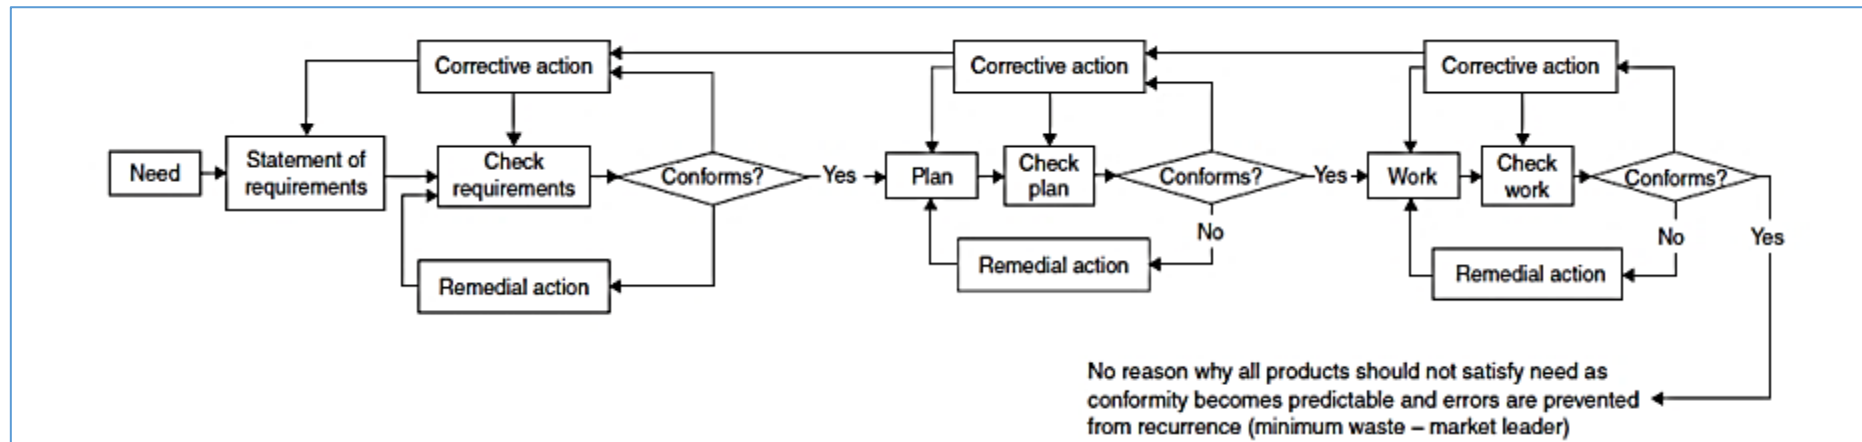 Corrective action
Corrective action
Corrective action
Need
Statement of
requirements
Check
requirements
Conforms?
Yes
Plan
Check
plan
Conforms?
Yes
Work
Check
work
Conforms?
No
No
Yes
Remedial action
Remedial action
Remedial action
No reason why all products should not satisfy need as
conformity becomes predictable and errors are prevented
from recurrence (minimum waste – market leader)